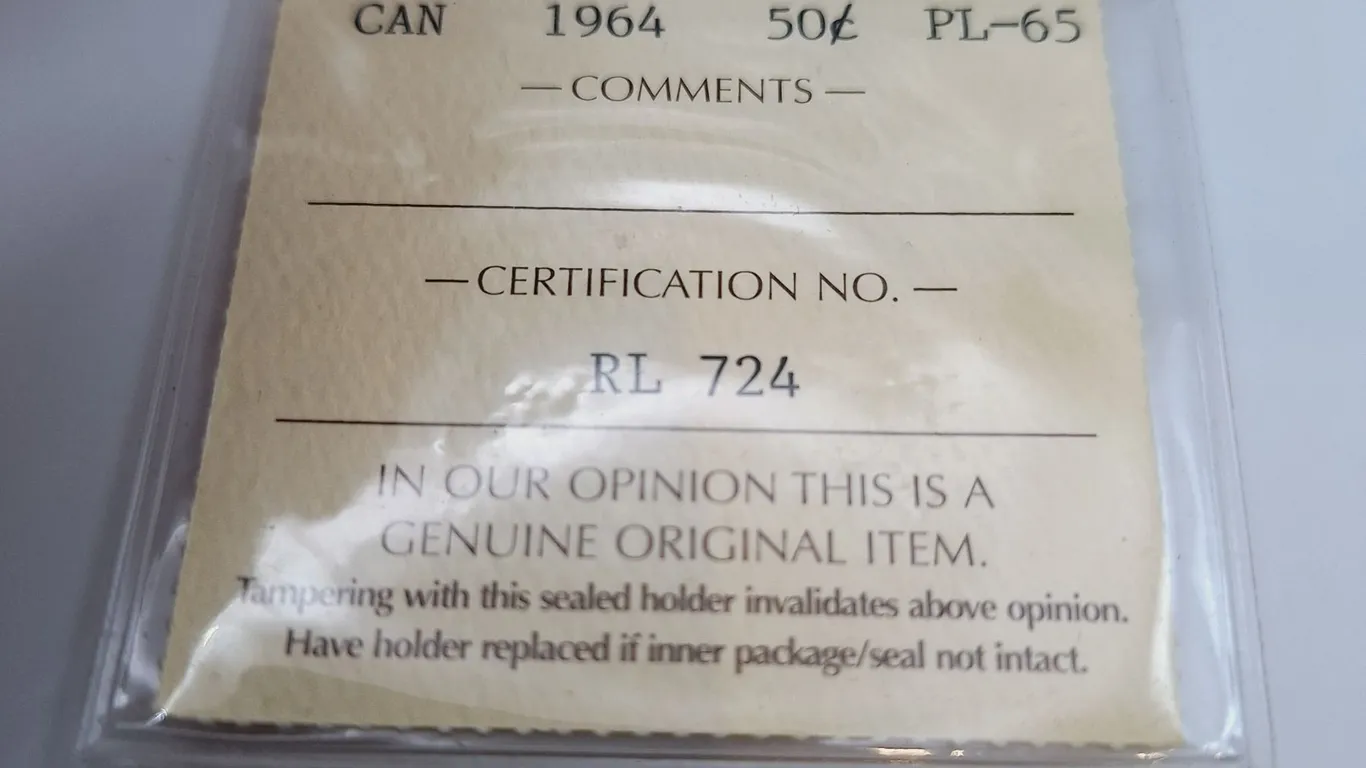 CAN 1964 50¢ PL-65
— COMMENTS —
— CERTIFICATION NO. —
RL 724
IN OUR OPINION THIS IS A
GENUINE ORIGINAL ITEM.
Tampering with this sealed holder invalidates above opinion.
Have holder replaced if inner package/seal not intact.